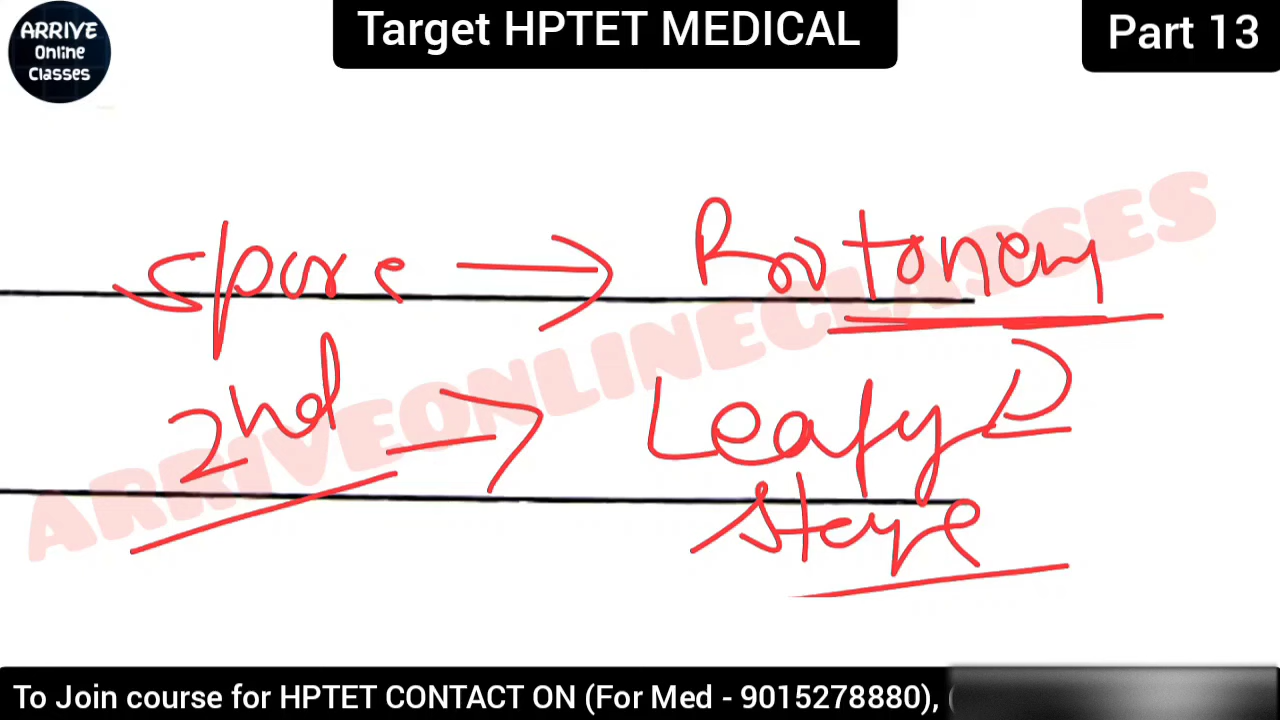 ARRIVE
Online
Classes
Target HPTET MEDICAL
Part 13
Spore →
2nd → Leafy
stage
ARRIVEONLINECLASSES
To Join course for HPTET CONTACT ON (For Med - 9015278880), (